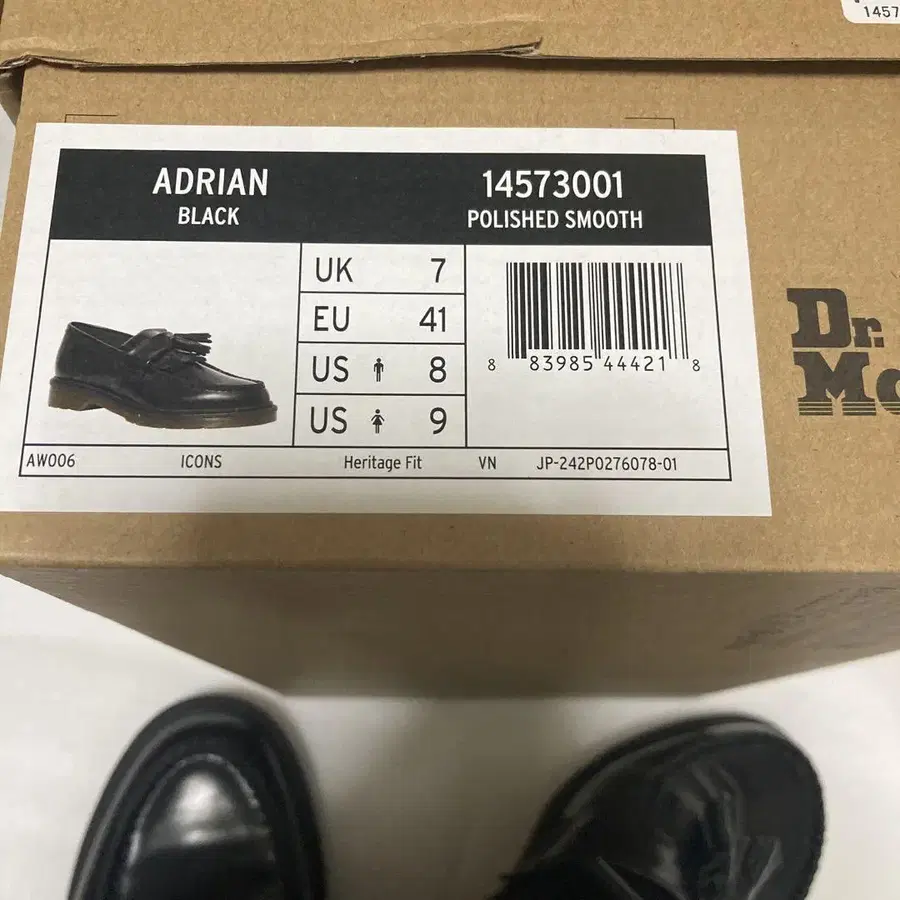 1457
ADRIAN
BLACK
14573001
POLISHED SMOOTH
UK 7
EU 41
US 8
US 9
8 83985 44421 8
AW006 ICONS Heritage Fit VN JP-242P0276078-01
Dr.